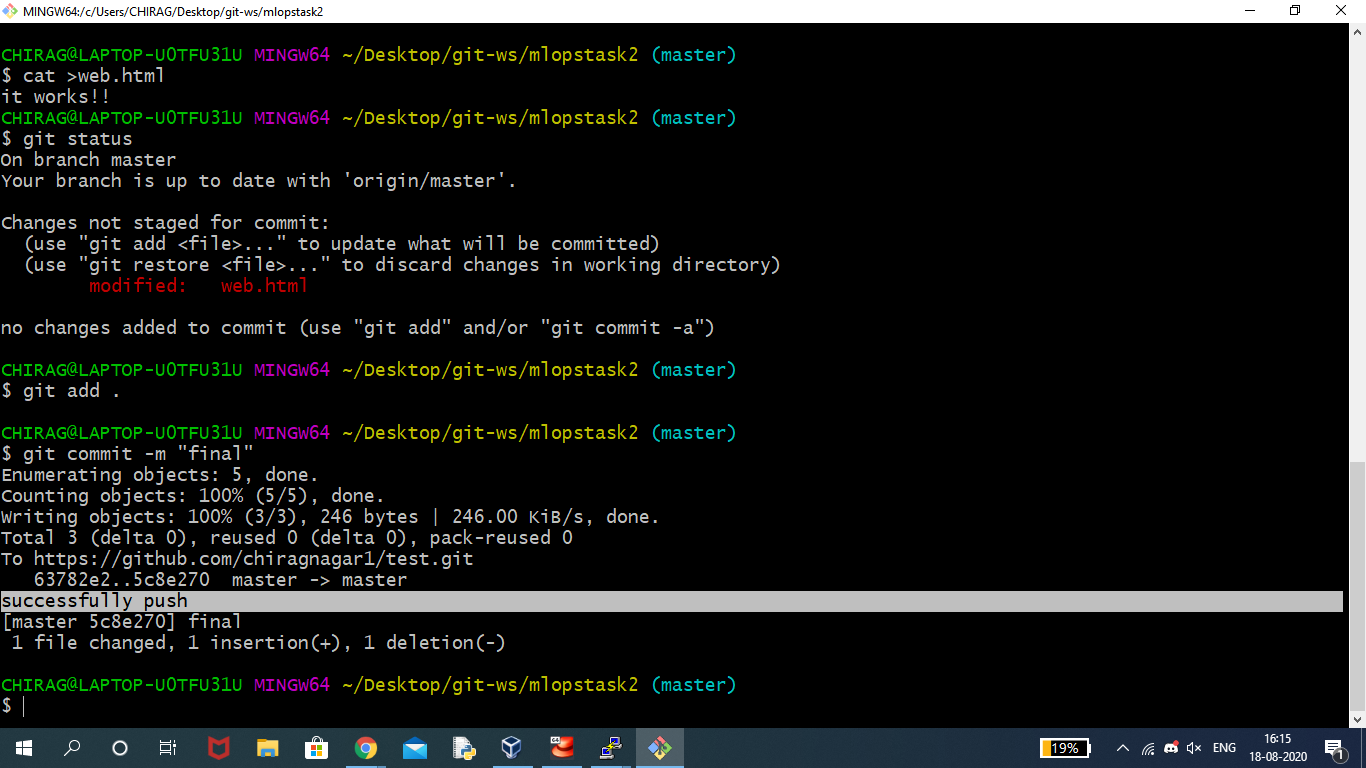 MINGW64:/c/Users/CHIRAG/Desktop/git-ws/mlopstask2
CHIRAG@LAPTOP-U0TFU31U MINGW64 ~/Desktop/git-ws/mlopstask2 (master)
$ cat >web.html
it works!!
CHIRAG@LAPTOP-U0TFU31U MINGW64 ~/Desktop/git-ws/mlopstask2 (master)
$ git status
On branch master
Your branch is up to date with 'origin/master'.
Changes not staged for commit:
  (use "git add <file>..." to update what will be committed)
  (use "git restore <file>..." to discard changes in working directory)
        modified:   web.html
no changes added to commit (use "git add" and/or "git commit -a")
CHIRAG@LAPTOP-U0TFU31U MINGW64 ~/Desktop/git-ws/mlopstask2 (master)
$ git add .
CHIRAG@LAPTOP-U0TFU31U MINGW64 ~/Desktop/git-ws/mlopstask2 (master)
$ git commit -m "final"
Enumerating objects: 5, done.
Counting objects: 100% (5/5), done.
Writing objects: 100% (3/3), 246 bytes | 246.00 KiB/s, done.
Total 3 (delta 0), reused 0 (delta 0), pack-reused 0
To https://github.com/chiragnagar1/test.git
   63782e2..5c8e270  master -> master
successfully push
[master 5c8e270] final
 1 file changed, 1 insertion(+), 1 deletion(-)
CHIRAG@LAPTOP-U0TFU31U MINGW64 ~/Desktop/git-ws/mlopstask2 (master)
$
64
19%
ENG
16:15
18-08-2020
1